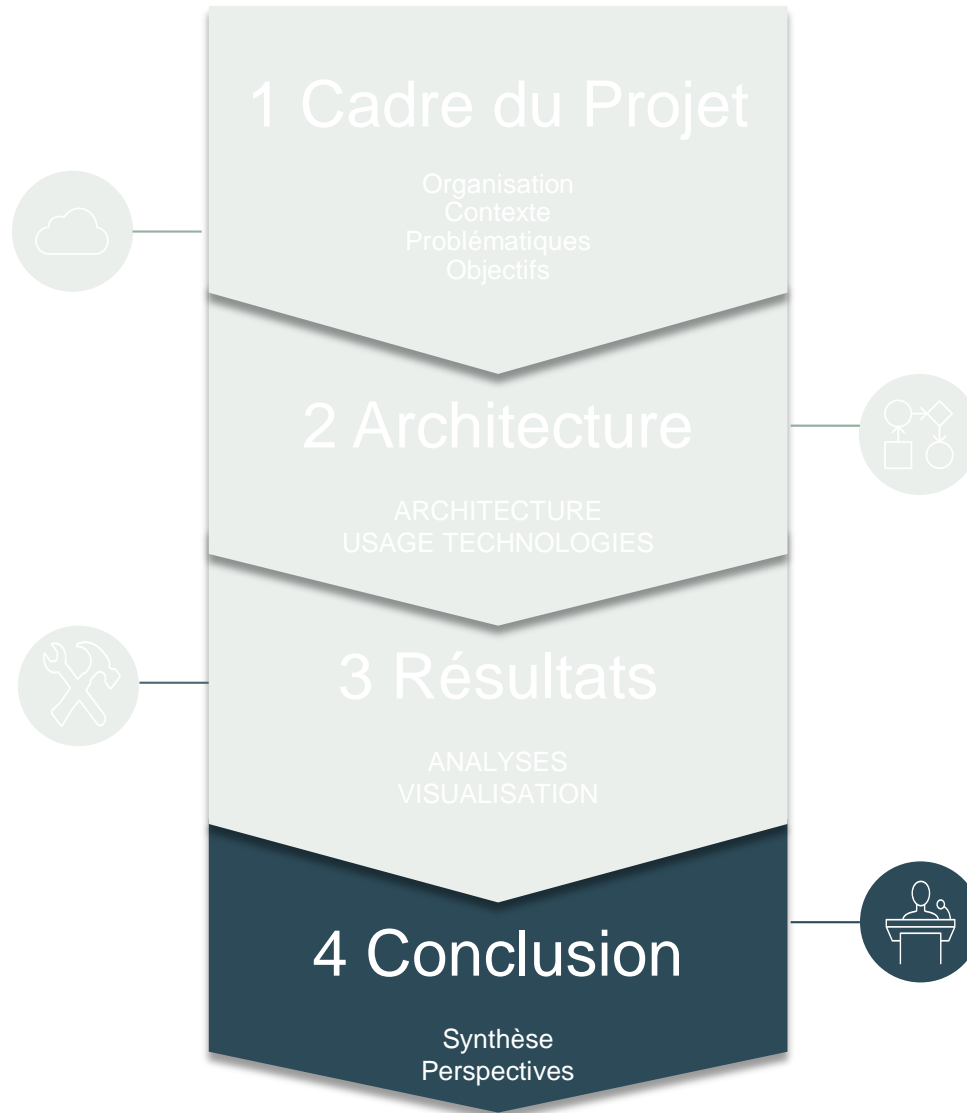 1 Cadre du Projet
Organisation
Contexte
Problématiques
Objectifs
2 Architecture
ARCHITECTURE
USAGE TECHNOLOGIES
3 Résultats
ANALYSES
VISUALISATION
4 Conclusion
Synthèse
Perspectives